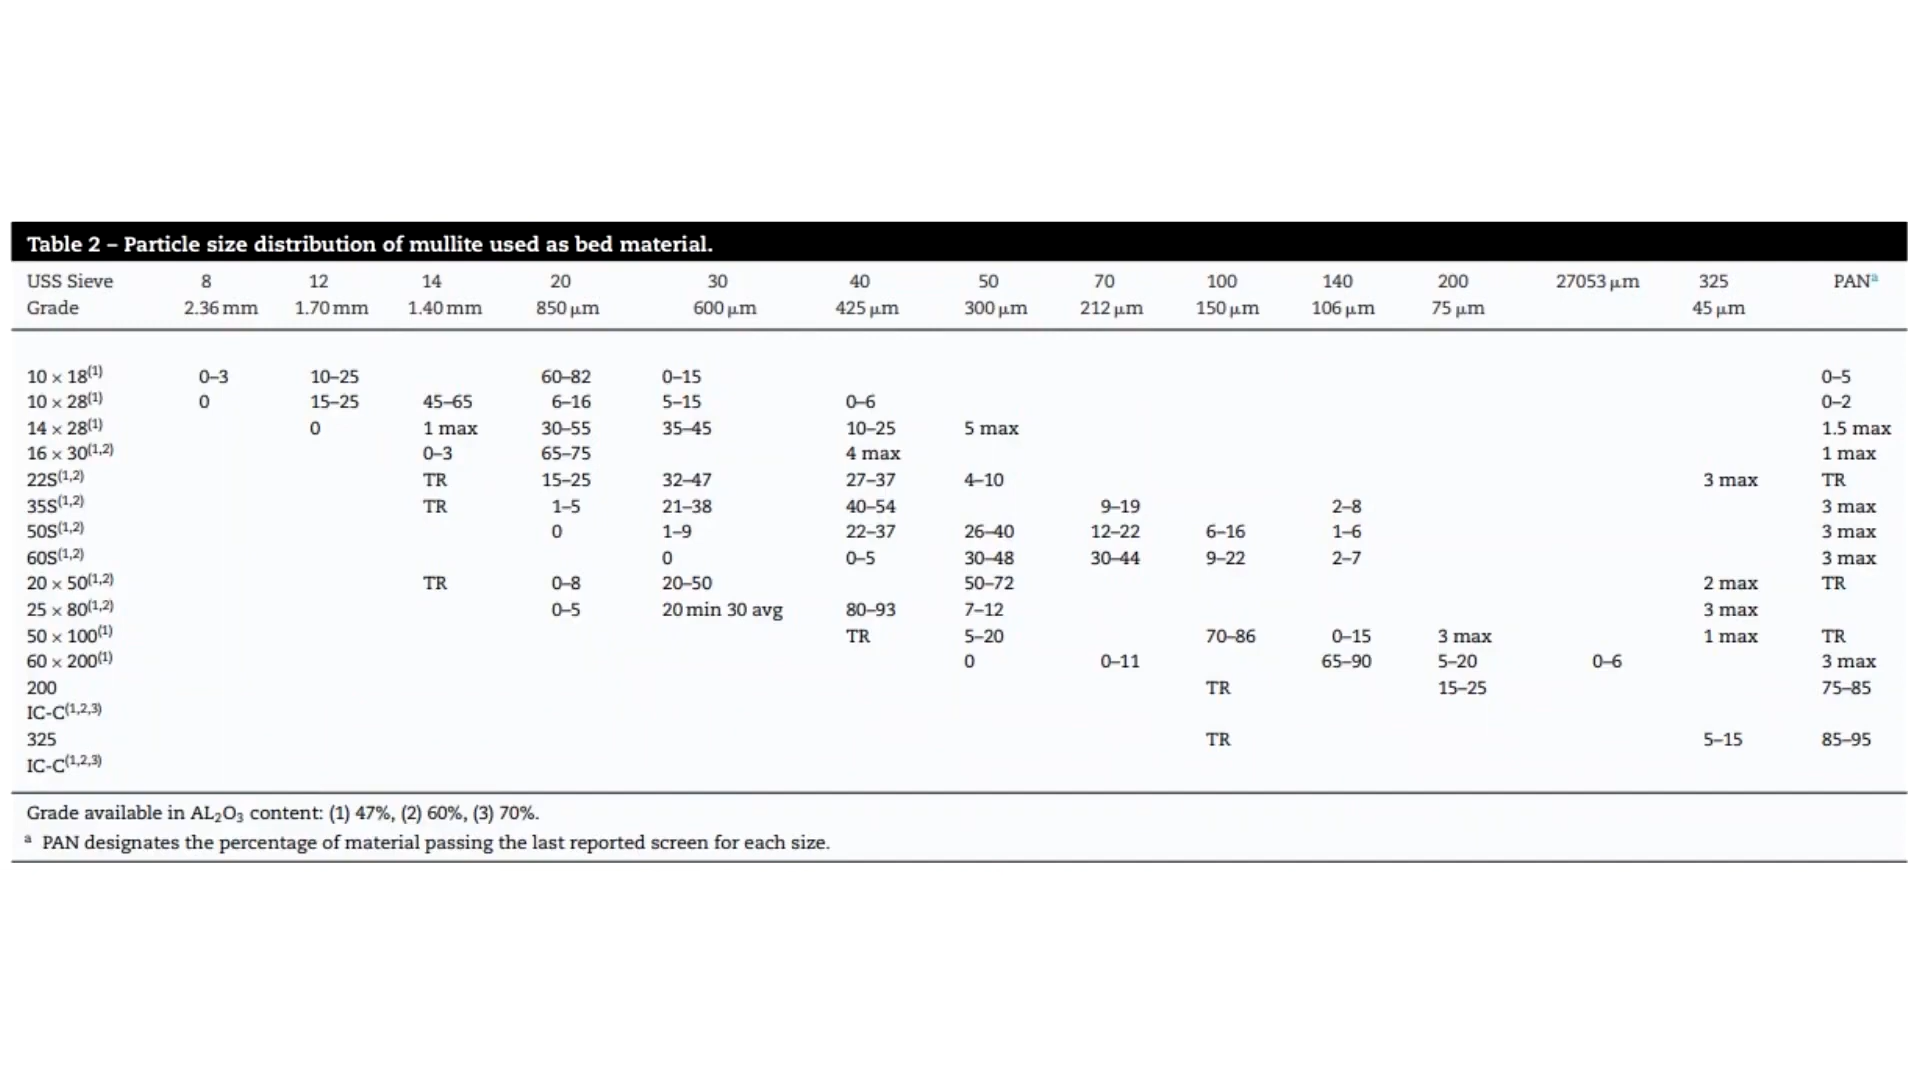 Table 2 – Particle size distribution of mullite used as bed material.
USS Sieve 8 12 14 20 30 40 50 70 100 140 200 27053 μm 325 PANᵃ
Grade 2.36 mm 1.70 mm 1.40 mm 850 μm 600 μm 425 μm 300 μm 212 μm 150 μm 106 μm 75 μm 45 μm
10 × 18(1) 0–3 10–25 60–82 0–15 0–5
10 × 28(1) 0 15–25 45–65 6–16 5–15 0–6 0–2
14 × 28(1) 0 1 max 30–55 35–45 10–25 5 max 1.5 max
16 × 30(1,2) 0–3 65–75 4 max 1 max
22S(1,2) TR 15–25 32–47 27–37 4–10 3 max TR
35S(1,2) TR 1–5 21–38 40–54 9–19 2–8 3 max
50S(1,2) 0 1–9 22–37 26–40 12–22 6–16 1–6 3 max
60S(1,2) 0 0–5 30–48 30–44 9–22 2–7 3 max
20 × 50(1,2) TR 0–8 20–50 50–72 2 max TR
25 × 80(1,2) 0–5 20 min 30 avg 80–93 7–12 3 max
50 × 100(1) TR 5–20 70–86 0–15 3 max 1 max TR
60 × 200(1) 0 0–11 65–90 5–20 0–6 3 max
200 TR 15–25 75–85
IC-C(1,2,3)
325 TR 5–15 85–95
IC-C(1,2,3)
Grade available in AL₂O₃ content: (1) 47%, (2) 60%, (3) 70%.
ᵃ PAN designates the percentage of material passing the last reported screen for each size.